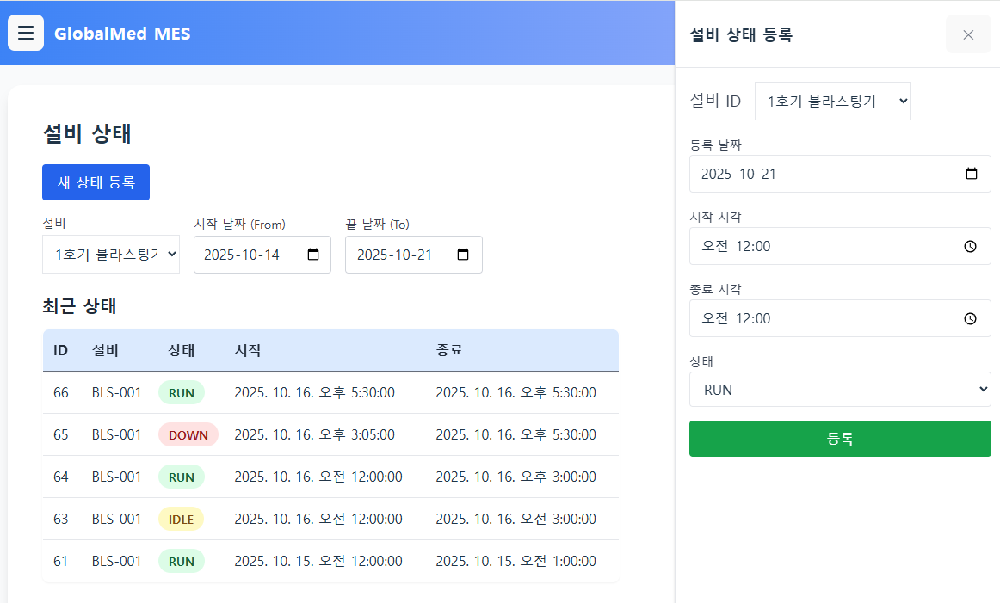 GlobalMed MES
설비 상태
새 상태 등록
설비 시작 날짜 (From) 끝 날짜 (To)
1호기 블라스팅기 2025-10-14 2025-10-21
최근 상태
ID 설비 상태 시작 종료
66 BLS-001 RUN 2025. 10. 16. 오후 5:30:00 2025. 10. 16. 오후 5:30:00
65 BLS-001 DOWN 2025. 10. 16. 오후 3:05:00 2025. 10. 16. 오후 5:30:00
64 BLS-001 RUN 2025. 10. 16. 오전 12:00:00 2025. 10. 16. 오후 3:00:00
63 BLS-001 IDLE 2025. 10. 16. 오전 12:00:00 2025. 10. 16. 오전 3:00:00
61 BLS-001 RUN 2025. 10. 15. 오전 12:00:00 2025. 10. 15. 오전 1:00:00
설비 상태 등록
설비 ID 1호기 블라스팅기
등록 날짜
2025-10-21
시작 시각
오전 12:00
종료 시각
오전 12:00
상태
RUN
등록